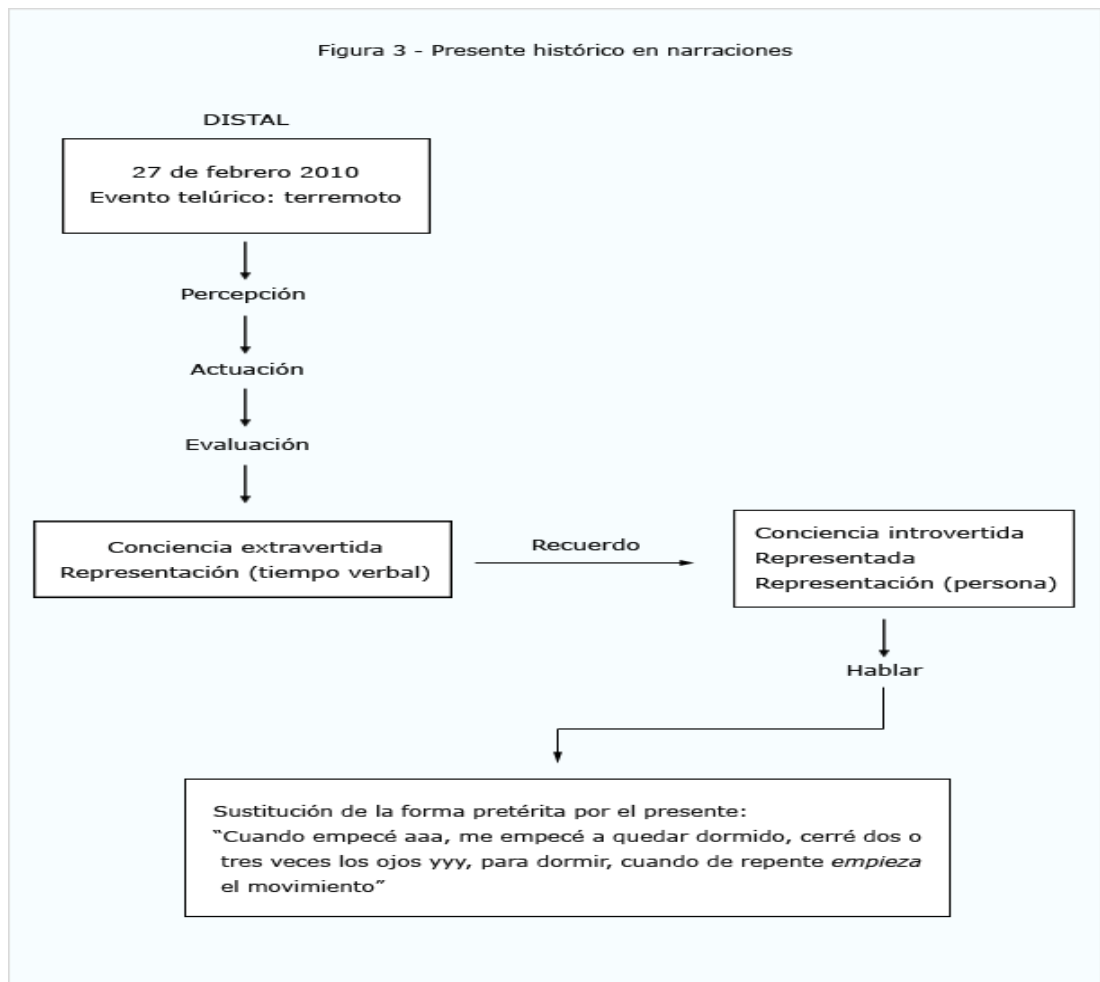 Figura 3 - Presente histórico en narraciones
DISTAL
27 de febrero 2010
Evento telúrico: terremoto
Percepción
Actuación
Evaluación
Conciencia extravertida
Representación (tiempo verbal)
Recuerdo
Conciencia introvertida
Representada
Representación (persona)
Hablar
Sustitución de la forma pretérita por el presente:
“Cuando empecé aaa, me empecé a quedar dormido, cerré dos o
tres veces los ojos yyy, para dormir, cuando de repente empieza
el movimiento”